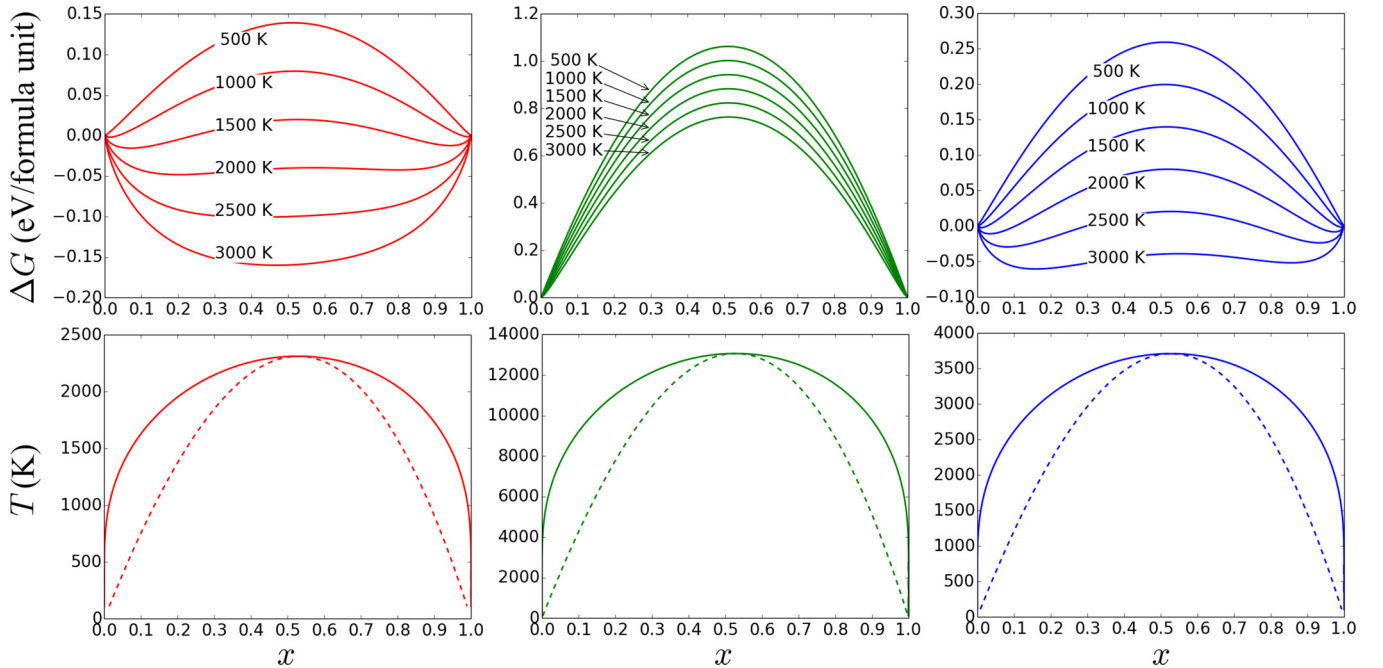 ΔG (eV/formula unit)
0.15
0.10
0.05
0.00
−0.05
−0.10
−0.15
−0.20
500 K
1000 K
1500 K
2000 K
2500 K
3000 K
0.0 0.1 0.2 0.3 0.4 0.5 0.6 0.7 0.8 0.9 1.0
1.2
1.0
0.8
0.6
0.4
0.2
0.0
500 K
1000 K
1500 K
2000 K
2500 K
3000 K
0.0 0.1 0.2 0.3 0.4 0.5 0.6 0.7 0.8 0.9 1.0
0.30
0.25
0.20
0.15
0.10
0.05
0.00
−0.05
−0.10
500 K
1000 K
1500 K
2000 K
2500 K
3000 K
0.0 0.1 0.2 0.3 0.4 0.5 0.6 0.7 0.8 0.9 1.0
T (K)
2500
2000
1500
1000
500
0
0.0 0.1 0.2 0.3 0.4 0.5 0.6 0.7 0.8 0.9 1.0
x
14000
12000
10000
8000
6000
4000
2000
0
0.0 0.1 0.2 0.3 0.4 0.5 0.6 0.7 0.8 0.9 1.0
x
4000
3500
3000
2500
2000
1500
1000
500
0
0.0 0.1 0.2 0.3 0.4 0.5 0.6 0.7 0.8 0.9 1.0
x